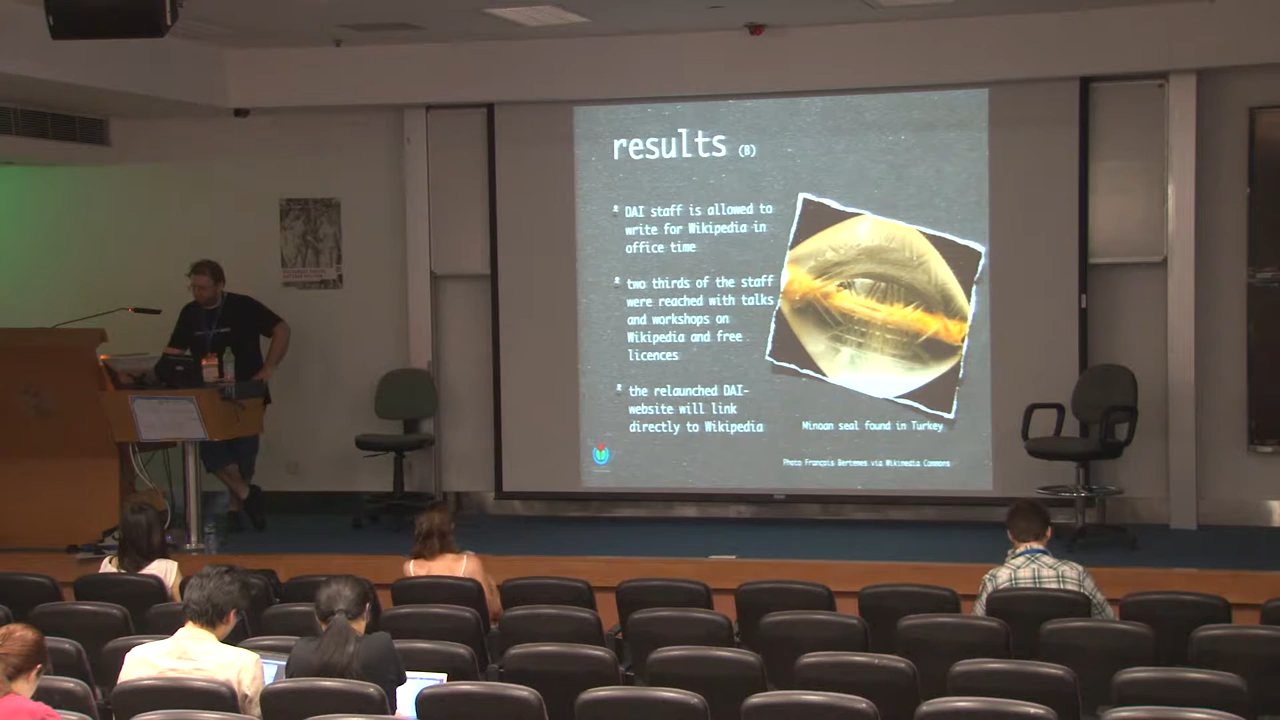 results (B)
DAI staff is allowed to
write for Wikipedia in
office time
two thirds of the staff
were reached with talks
and workshops on
Wikipedia and free
licences
the relaunched DAI-
website will link
directly to Wikipedia
Minoan seal found in Turkey
Photo François Bertemes via Wikimedia Commons